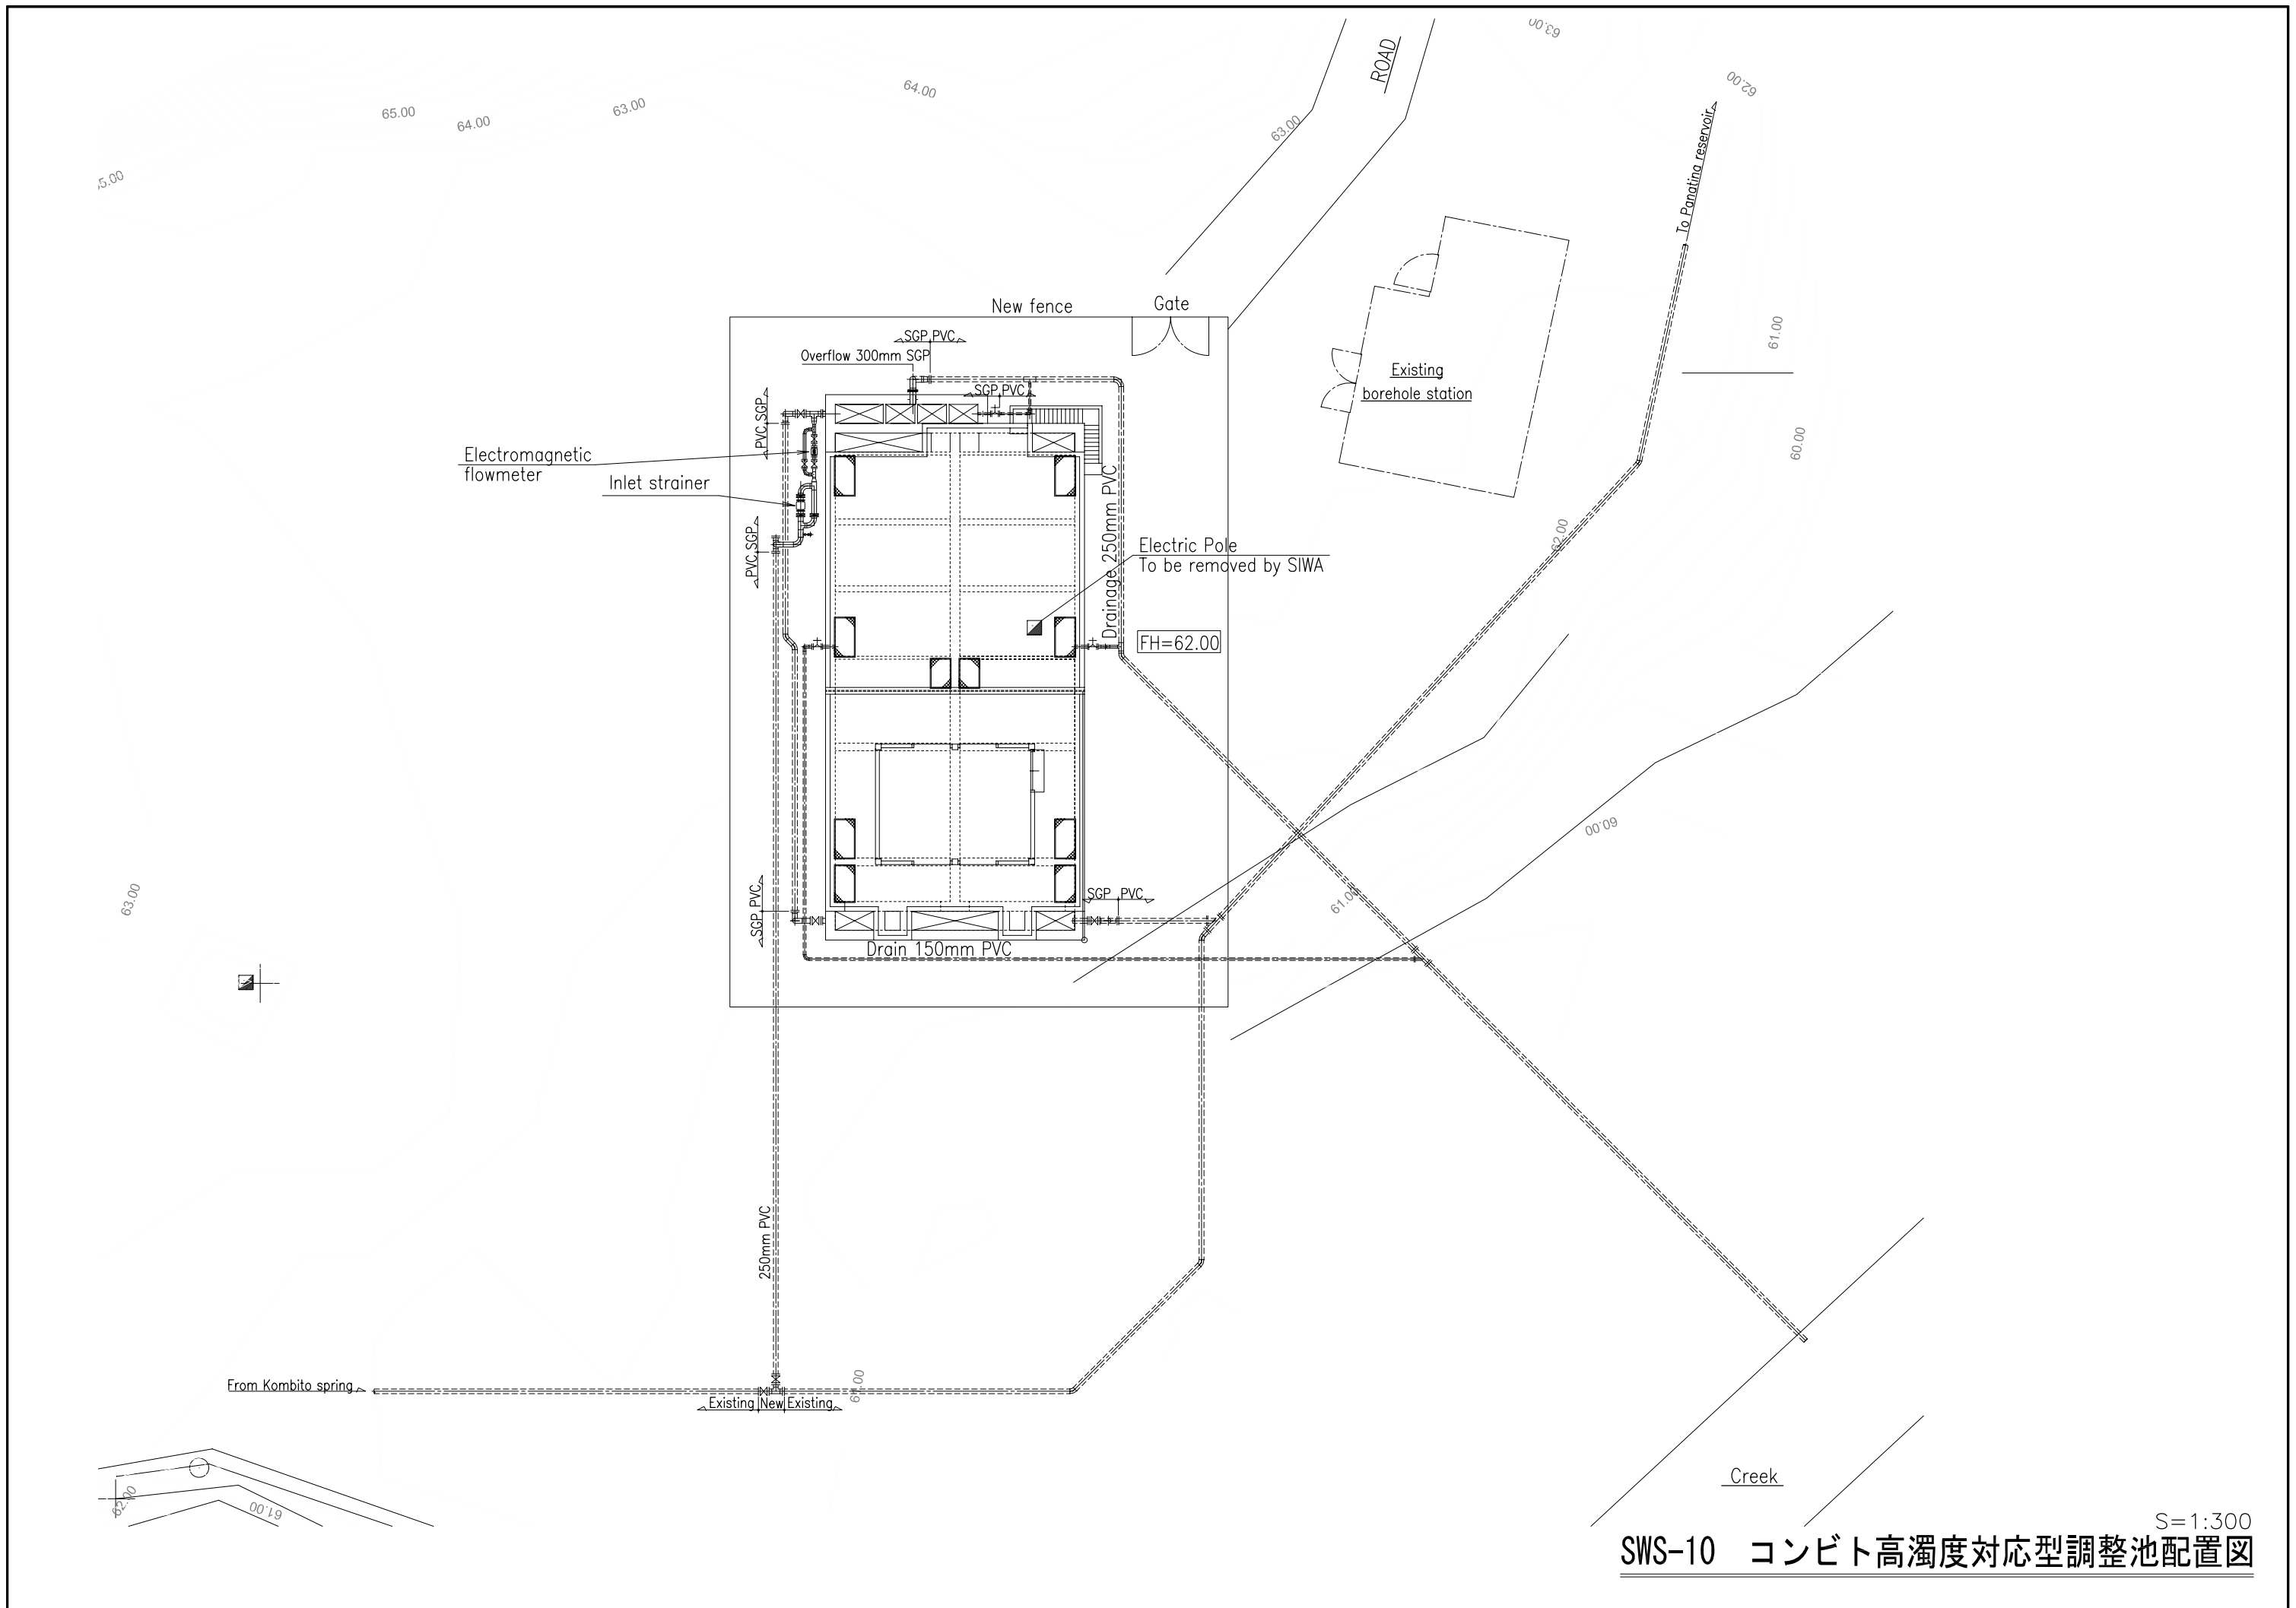 63.00
ROAD
64.00
62.00
65.00
64.00
63.00
63.00
5.00
To Panatina reservoir
New fence
Gate
SGP PVC
Overflow 300mm SGP
61.00
Existing
borehole station
SGP PVC
PVC SGP
60.00
Electromagnetic
flowmeter
Inlet strainer
PVC SGP
Drainage 250mm PVC
62.00
Electric Pole
To be removed by SIWA
FH=62.00
60.00
63.00
SGP PVC
SGP PVC
61.00
Drain 150mm PVC
250mm PVC
From Kombito spring
Existing New Existing
62.00
61.00
Creek
S=1:300
SWS-10 コンビト高濁度対応型調整池配置図